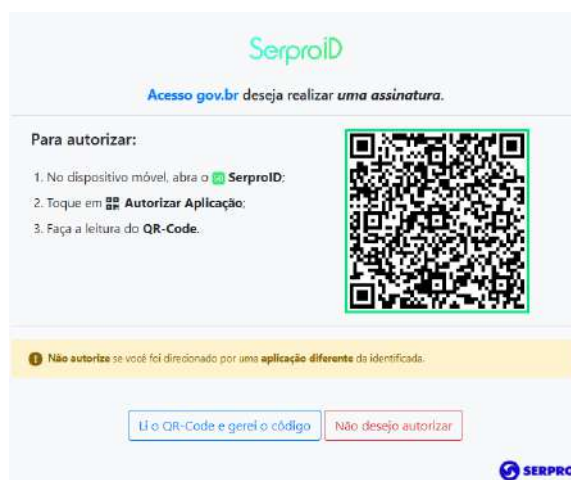 SerproID
Acesso gov.br deseja realizar uma assinatura.
Para autorizar:
1. No dispositivo móvel, abra o SerproID;
2. Toque em Autorizar Aplicação;
3. Faça a leitura do QR-Code.
Não autorize se você foi direcionado por uma aplicação diferente da identificada.
Li o QR-Code e gerei o código
Não desejo autorizar
SERPRO